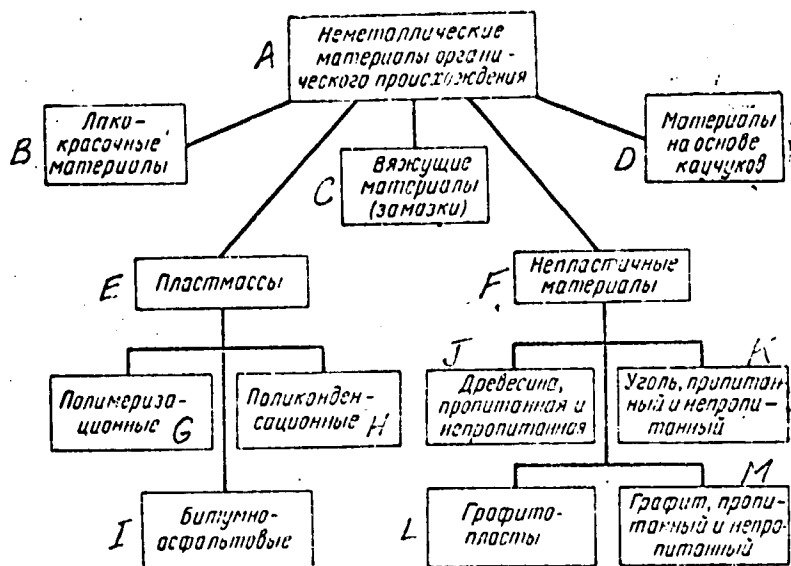 A
Неметаллические
материалы органи-
ческого происхождения
B
Лако-
красочные
материалы
C
Вяжущие
материалы
(замазки)
D
Материалы
на основе
каучуков
E
Пластмассы
F
Непластичные
материалы
Полимериза-
ционные G
Поликонден-
сационные H
J
Древесина,
пропитанная и
непропитанная
K
Уголь, пропитан
ный и непропи-
танный
I
Битумно-
асфальтовые
L
Графито-
пласты
M
Графит, пропи-
танный и непро-
питанный